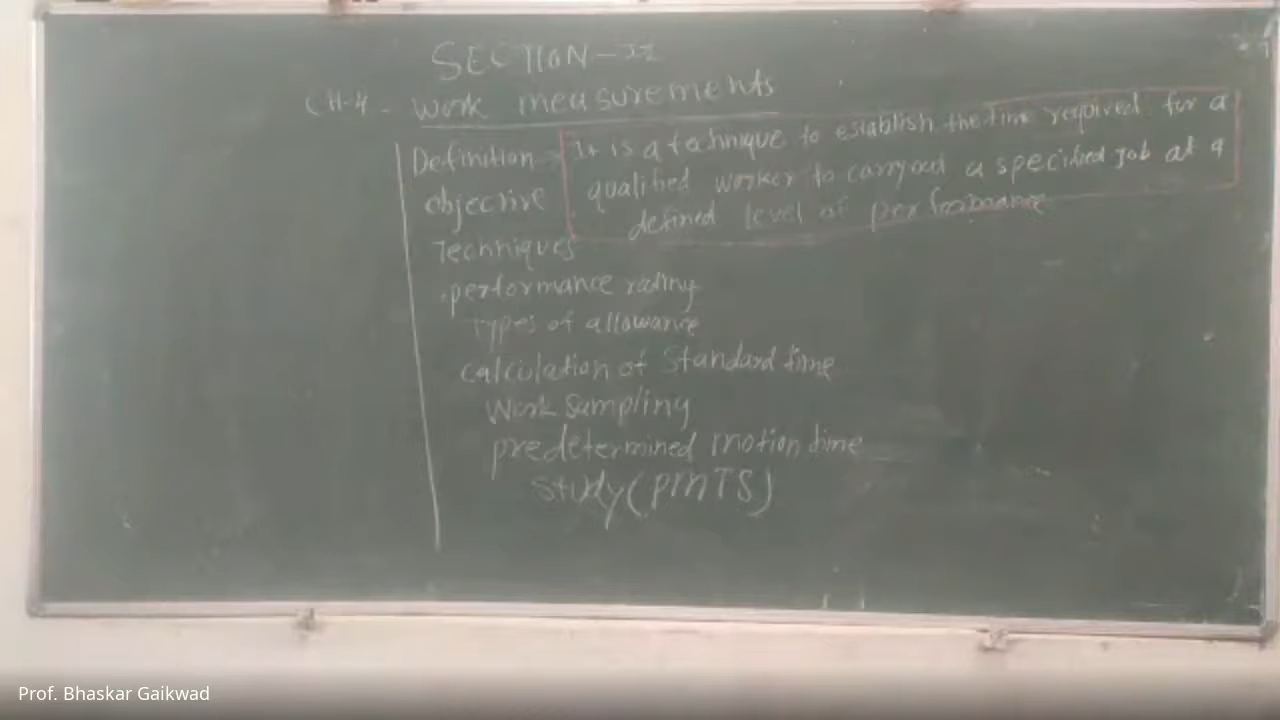 SECTION-II
CH-4 - Work measurements
Definition → It is a technique to establish the time required for a
qualified worker to carryout a specified Job at a
defined level of performance
objective
Techniques
performance rating
Types of allowance
calculation of Standard time
Work Sampling
predetermined motion time
Study (PMTS)
Prof. Bhaskar Gaikwad